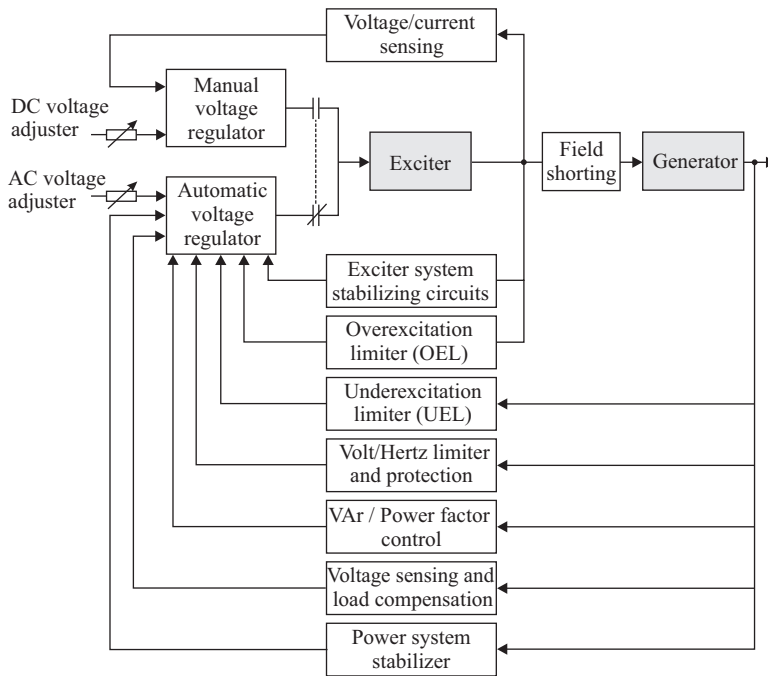 Voltage/current
sensing
Manual
voltage
regulator
DC voltage
adjuster
Exciter
Field
shorting
Generator
AC voltage
adjuster
Automatic
voltage
regulator
Exciter system
stabilizing circuits
Overexcitation
limiter (OEL)
Underexcitation
limiter (UEL)
Volt/Hertz limiter
and protection
VAr / Power factor
control
Voltage sensing and
load compensation
Power system
stabilizer